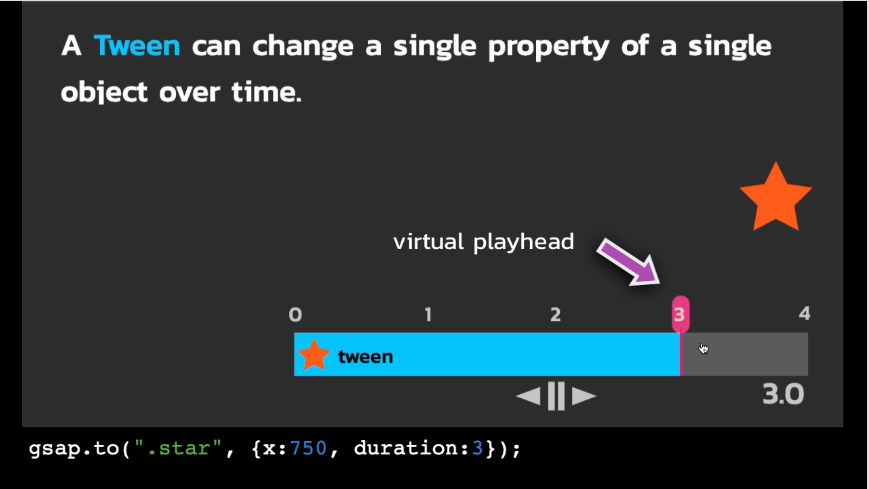 A Tween can change a single property of a single
object over time.
virtual playhead
0 1 2 3 4
tween
3.0
gsap.to(".star", {x:750, duration:3});